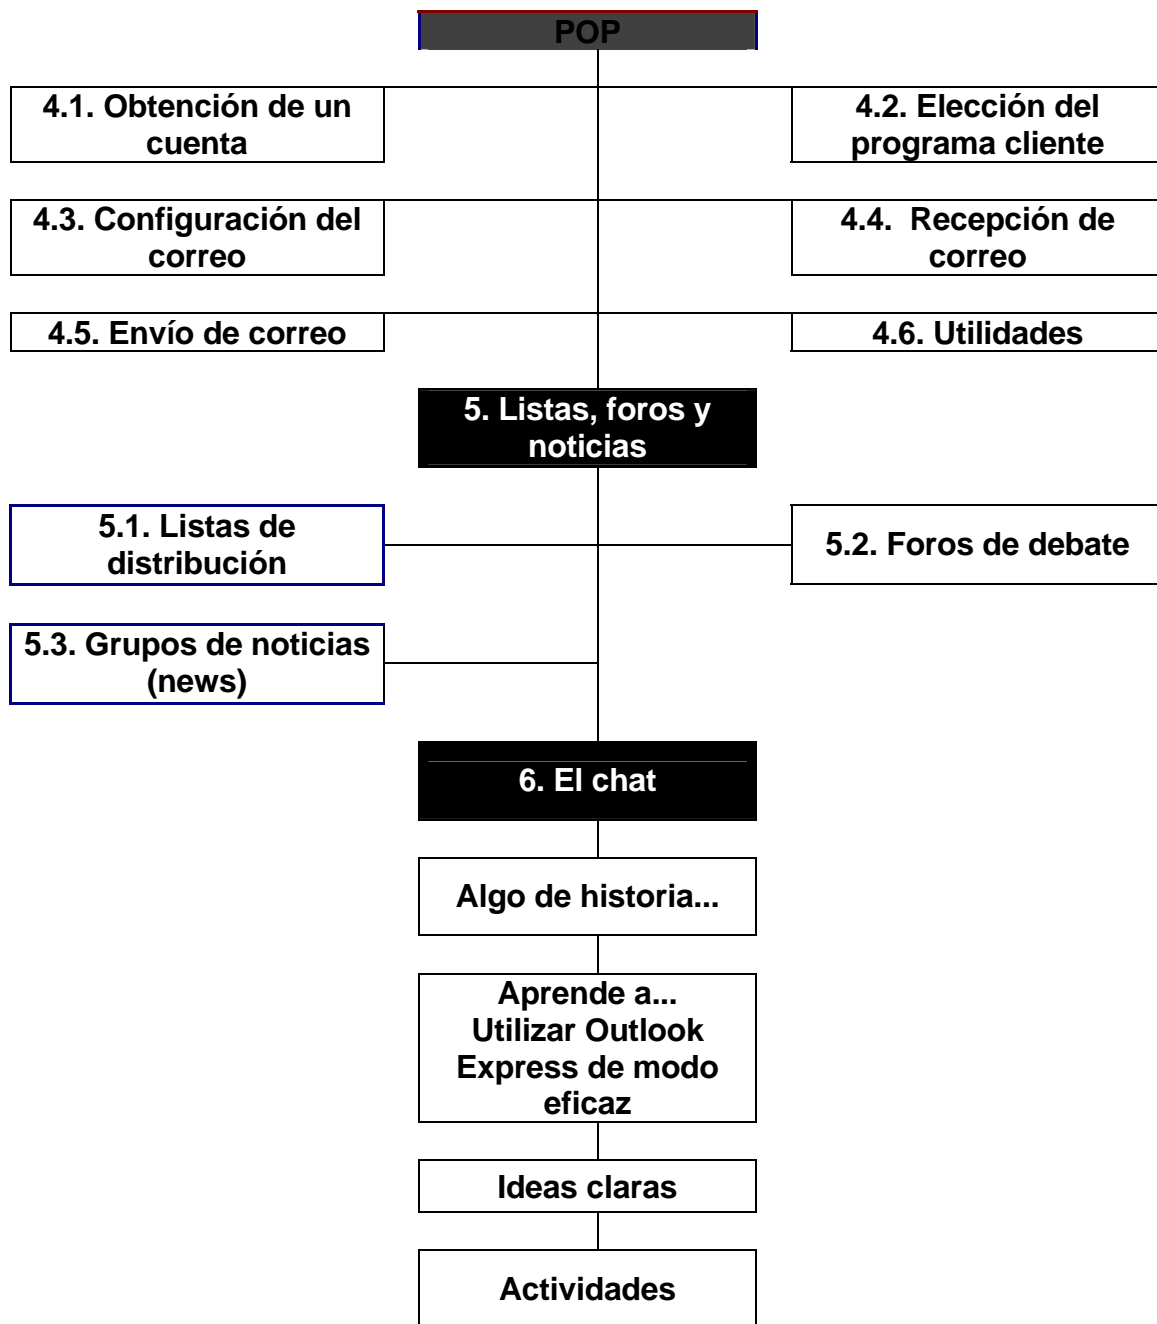 POP
4.1. Obtención de un
cuenta
4.2. Elección del
programa cliente
4.3. Configuración del
correo
4.4. Recepción de
correo
4.5. Envío de correo
4.6. Utilidades
5. Listas, foros y
noticias
5.1. Listas de
distribución
5.2. Foros de debate
5.3. Grupos de noticias
(news)
6. El chat
Algo de historia...
Aprende a...
Utilizar Outlook
Express de modo
eficaz
Ideas claras
Actividades